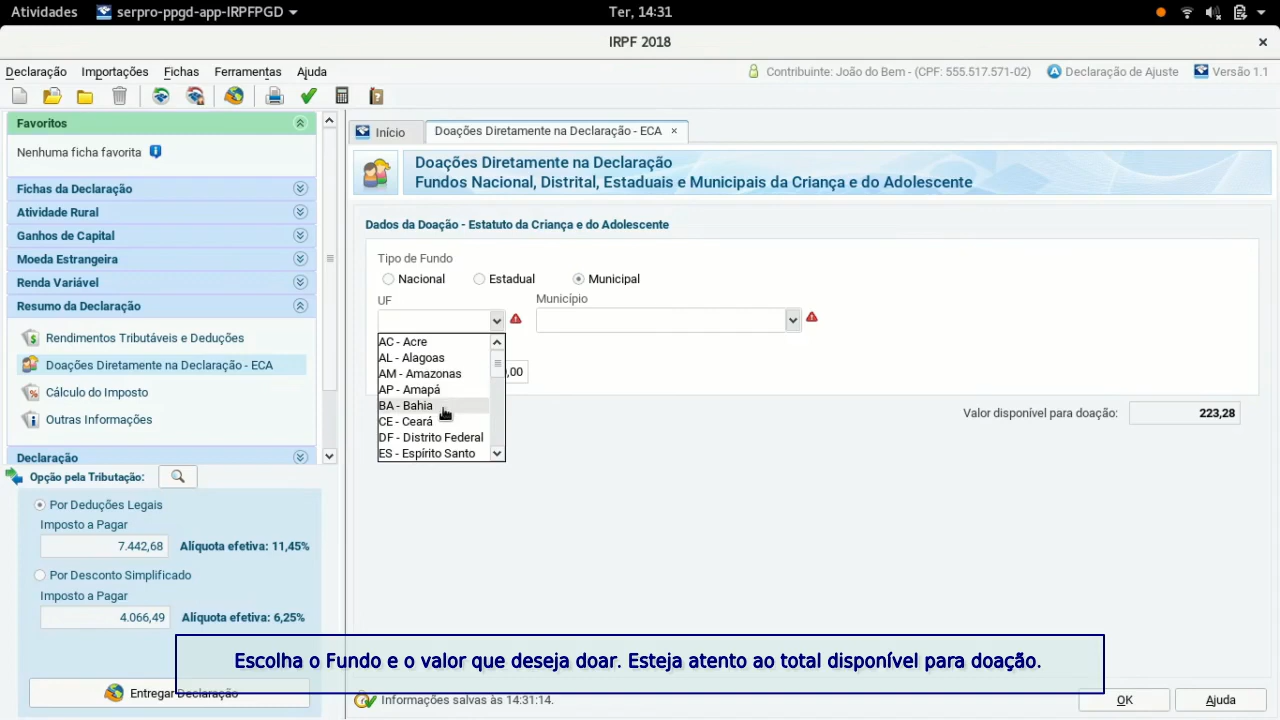 Atividades serpro-ppgd-app-IRPFPGD Ter, 14:31
IRPF 2018
Declaração Importações Fichas Ferramentas Ajuda Contribuinte: João do Bem - (CPF: 555.517.571-02) Declaração de Ajuste Versão 1.1
Favoritos
Nenhuma ficha favorita
Fichas da Declaração
Atividade Rural
Ganhos de Capital
Moeda Estrangeira
Renda Variável
Resumo da Declaração
Rendimentos Tributáveis e Deduções
Doações Diretamente na Declaração - ECA
Cálculo do Imposto
Outras Informações
Declaração
Opção pela Tributação:
Por Deduções Legais
Imposto a Pagar
7.442,68 Alíquota efetiva: 11,45%
Por Desconto Simplificado
Imposto a Pagar
4.066,49 Alíquota efetiva: 6,25%
Entregar Declaração
Início Doações Diretamente na Declaração - ECA
Doações Diretamente na Declaração
Fundos Nacional, Distrital, Estaduais e Municipais da Criança e do Adolescente
Dados da Doação - Estatuto da Criança e do Adolescente
Tipo de Fundo
Nacional Estadual Municipal
UF Município
AC - Acre
AL - Alagoas
AM - Amazonas
AP - Amapá
BA - Bahia
CE - Ceará
DF - Distrito Federal
ES - Espírito Santo
,00
Valor disponível para doação: 223,28
Escolha o Fundo e o valor que deseja doar. Esteja atento ao total disponível para doação.
Informações salvas às 14:31:14.
OK Ajuda